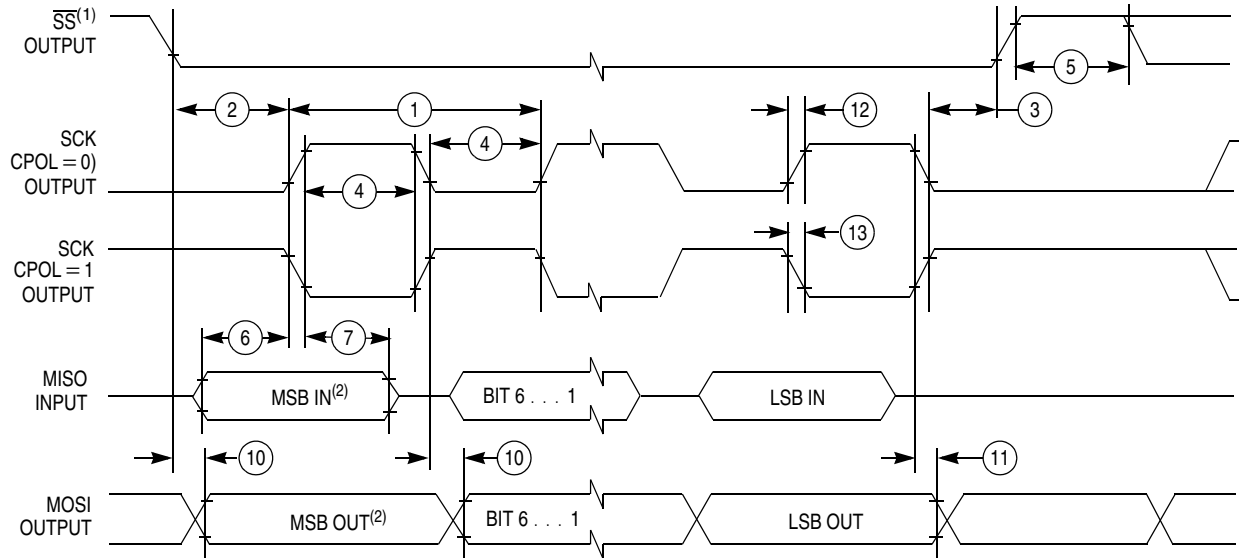 SS(1)
OUTPUT
5
2
1
12
3
SCK
CPOL = 0)
OUTPUT
4
4
SCK
CPOL = 1
OUTPUT
13
6
7
MISO
INPUT
MSB IN(2)
BIT 6 . . . 1
LSB IN
10
10
11
MOSI
OUTPUT
MSB OUT(2)
BIT 6 . . . 1
LSB OUT